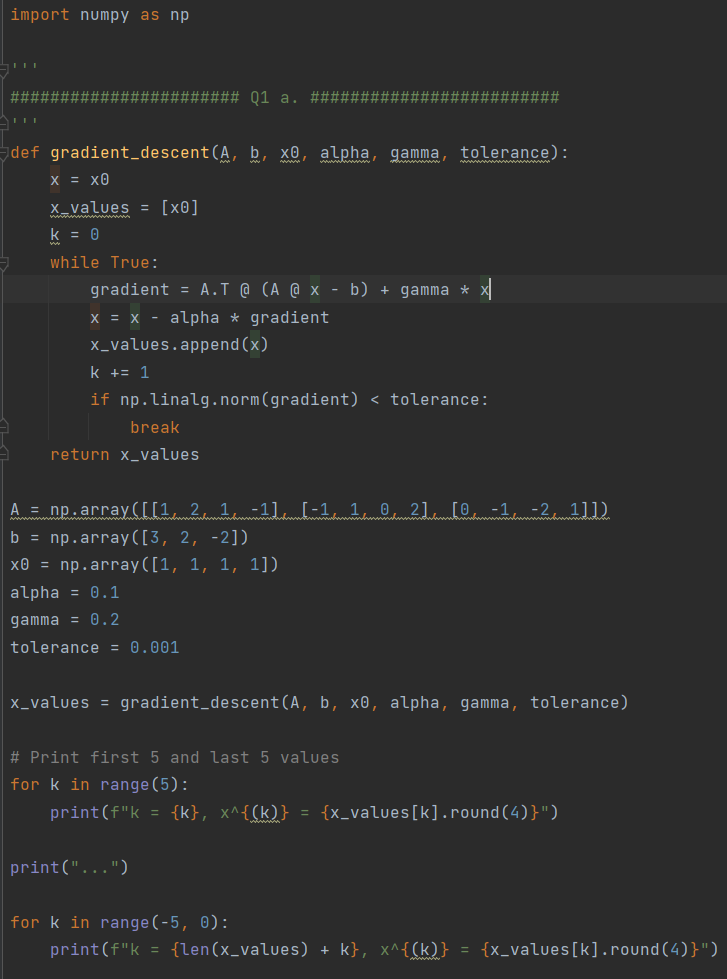 import numpy as np
'''
####################### Q1 a. #########################
'''
def gradient_descent(A, b, x0, alpha, gamma, tolerance):
    x = x0
    x_values = [x0]
    k = 0
    while True:
        gradient = A.T @ (A @ x - b) + gamma * x
        x = x - alpha * gradient
        x_values.append(x)
        k += 1
        if np.linalg.norm(gradient) < tolerance:
            break
    return x_values
A = np.array([[1, 2, 1, -1], [-1, 1, 0, 2], [0, -1, -2, 1]])
b = np.array([3, 2, -2])
x0 = np.array([1, 1, 1, 1])
alpha = 0.1
gamma = 0.2
tolerance = 0.001
x_values = gradient_descent(A, b, x0, alpha, gamma, tolerance)
# Print first 5 and last 5 values
for k in range(5):
    print(f"k = {k}, x^{(k)} = {x_values[k].round(4)}")
print("...")
for k in range(-5, 0):
    print(f"k = {len(x_values) + k}, x^{(k)} = {x_values[k].round(4)}")